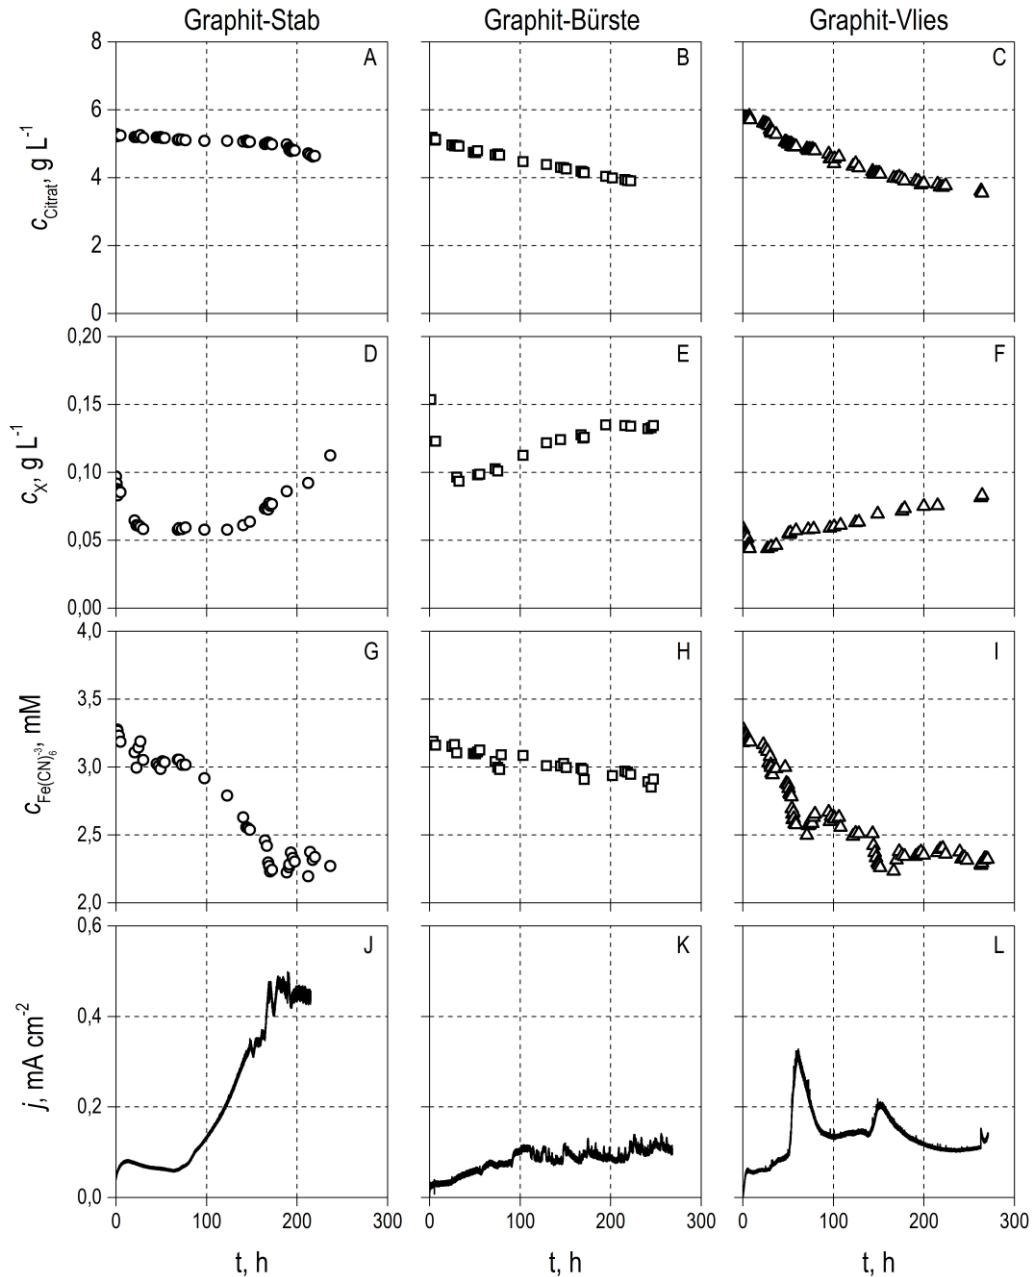 Graphit-Stab Graphit-Bürste Graphit-Vlies
A B C
8
6
4
2
0
c_Citrat, g L⁻¹
D E F
0,20
0,15
0,10
0,05
0,00
c_X, g L⁻¹
G H I
4,0
3,5
3,0
2,5
2,0
c_Fe(CN)₆⁻³, mM
J K L
0,6
0,4
0,2
0,0
j, mA cm⁻²
0 100 200 300 0 100 200 300 0 100 200 300
t, h t, h t, h